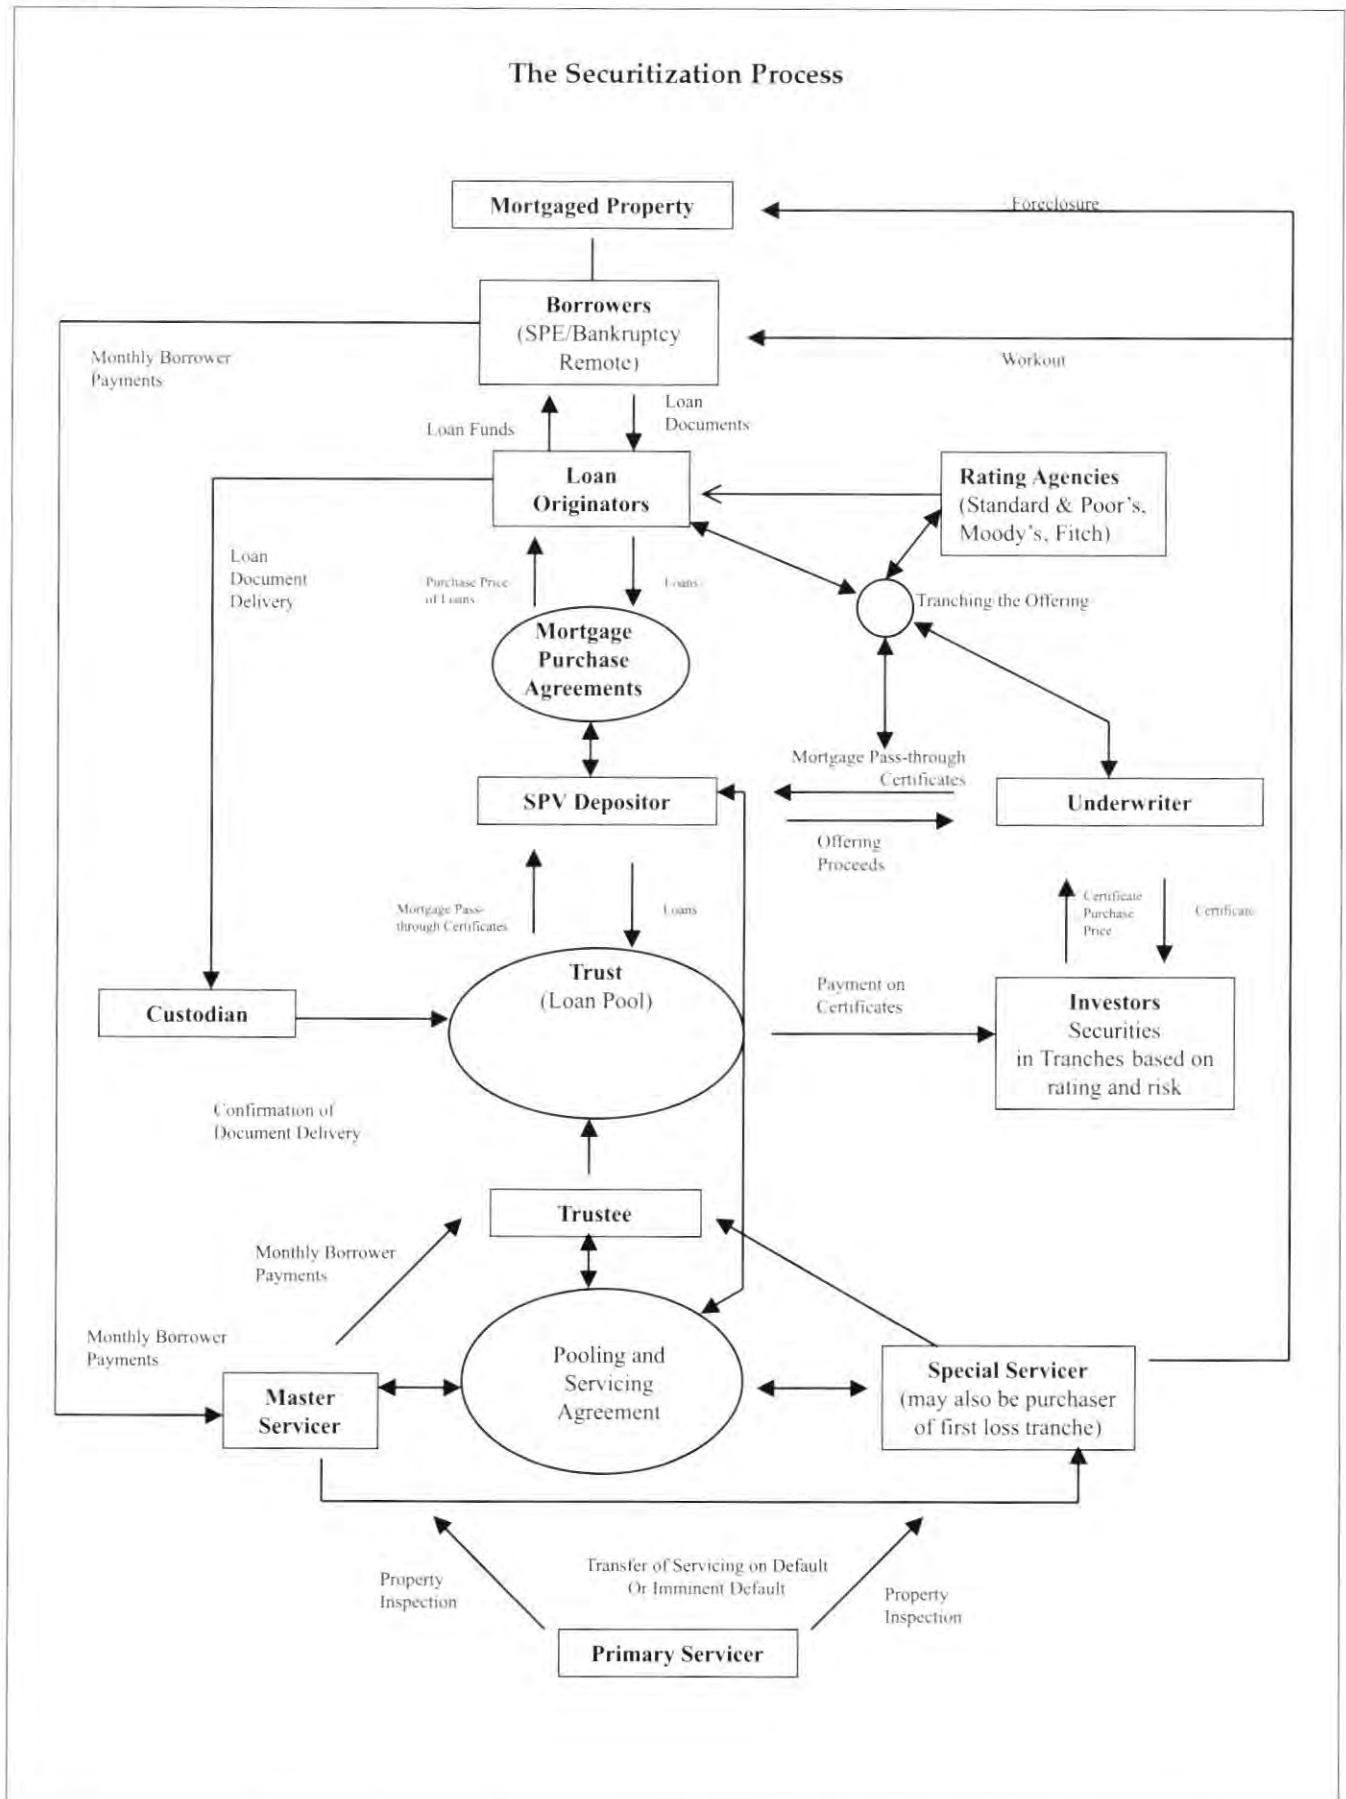 The Securitization Process
Mortgaged Property
Foreclosure
Borrowers
(SPE/Bankruptcy
Remote)
Monthly Borrower
Payments
Workout
Loan Funds
Loan
Documents
Loan
Originators
Rating Agencies
(Standard & Poor's,
Moody's, Fitch)
Loan
Document
Delivery
Purchase Price
of Loans
Loans
Tranching the Offering
Mortgage
Purchase
Agreements
Mortgage Pass-through
Certificates
SPV Depositor
Underwriter
Offering
Proceeds
Mortgage Pass-
through Certificates
Loans
Certificate
Purchase
Price
Certificate
Trust
(Loan Pool)
Payment on
Certificates
Custodian
Investors
Securities
in Tranches based on
rating and risk
Confirmation of
Document Delivery
Trustee
Monthly Borrower
Payments
Monthly Borrower
Payments
Master
Servicer
Pooling and
Servicing
Agreement
Special Servicer
(may also be purchaser
of first loss tranche)
Property
Inspection
Transfer of Servicing on Default
Or Imminent Default
Property
Inspection
Primary Servicer